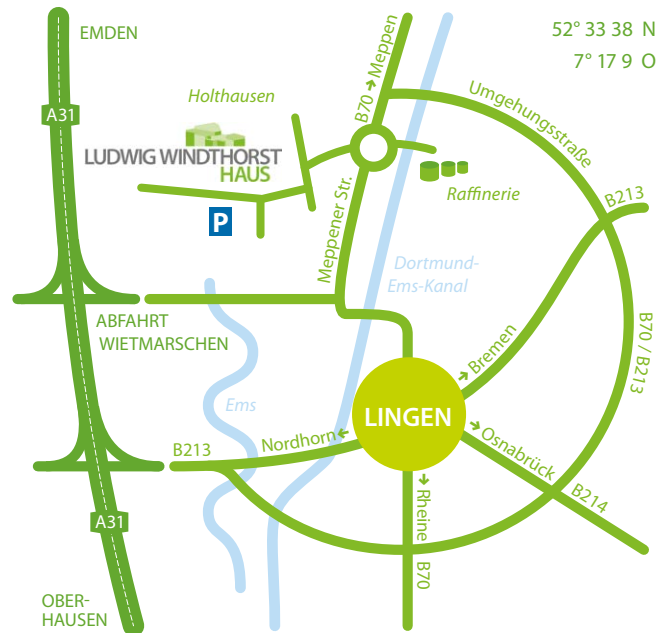 EMDEN
52° 33 38 N
7° 17 9 O
A31
Holthausen
B70 → Meppen
Umgehungsstraße
LUDWIG WINDTHORST
HAUS
Raffinerie
B213
P
Meppener Str.
Dortmund-
Ems-Kanal
ABFAHRT
WIETMARSCHEN
→ Bremen
B70 / B213
Ems
LINGEN
B213
Nordhorn ←
→ Osnabrück
B214
→ Rheine
B70
A31
OBER-
HAUSEN